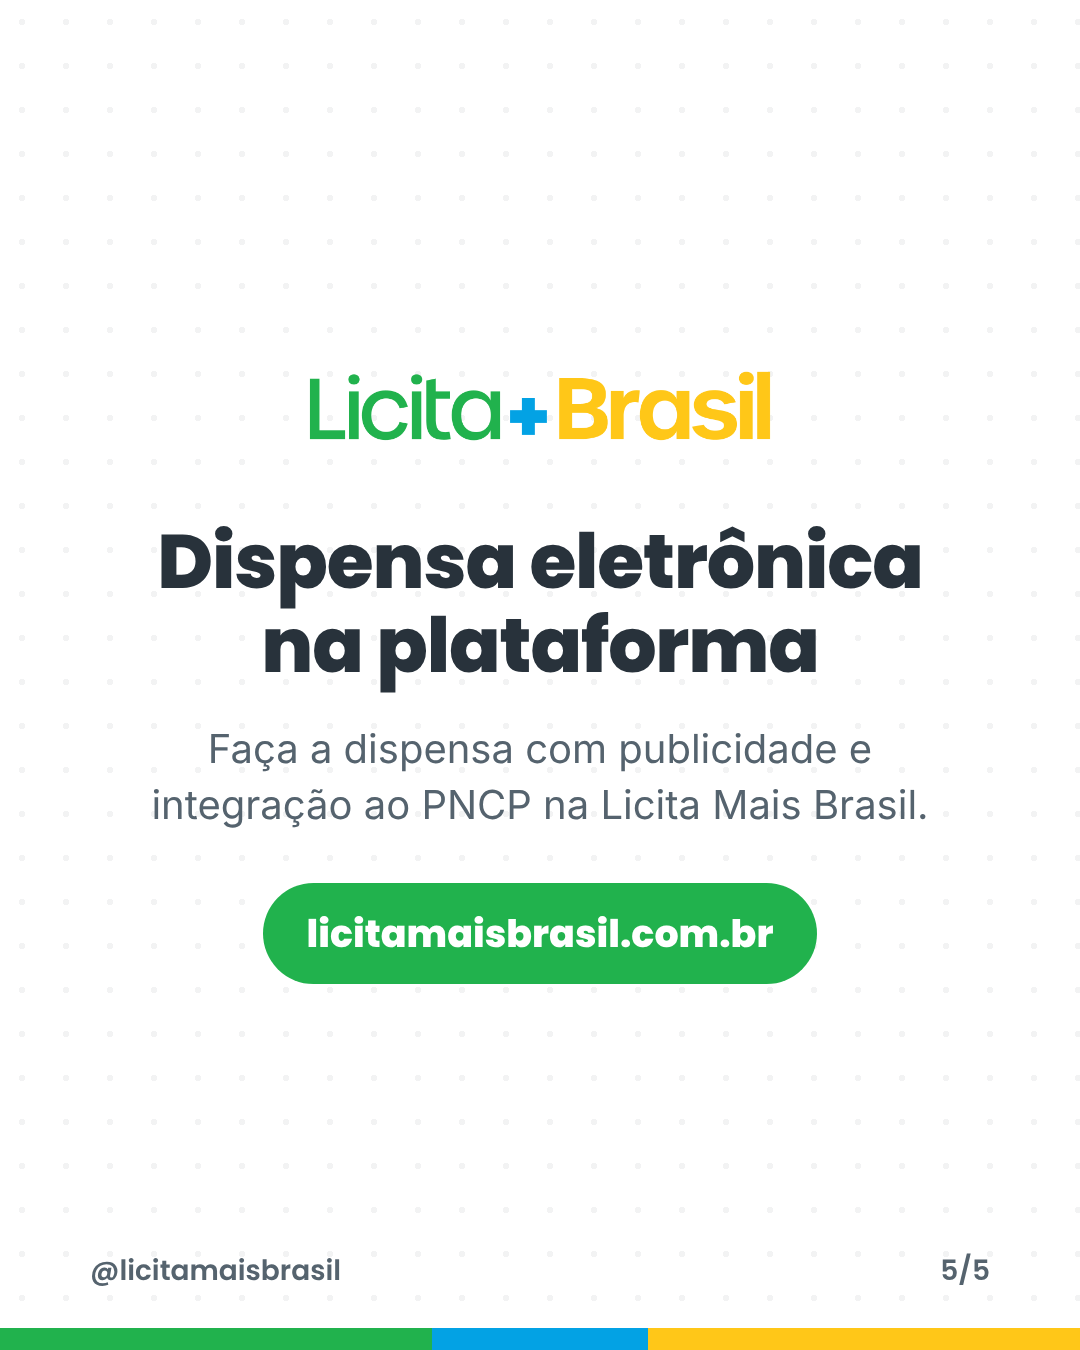 Licita+Brasil
Dispensa eletrônica
na plataforma
Faça a dispensa com publicidade e
integração ao PNCP na Licita Mais Brasil.
licitamaisbrasil.com.br
@licitamaisbrasil
5/5